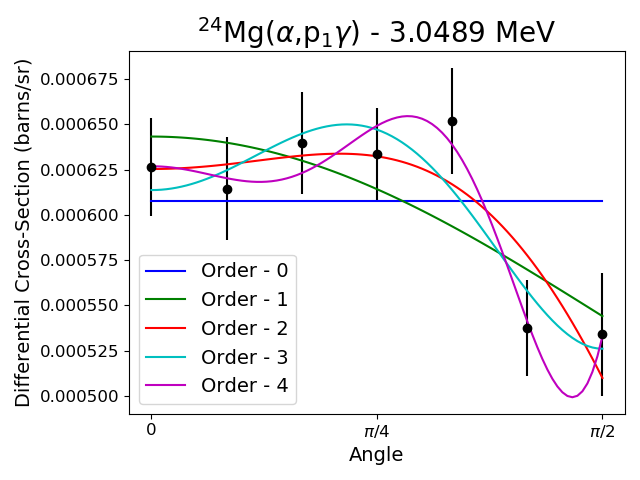 ²⁴Mg(α,p₁γ) - 3.0489 MeV
Differential Cross-Section (barns/sr)
0.000675
0.000650
0.000625
0.000600
0.000575
0.000550
0.000525
0.000500
Order - 0
Order - 1
Order - 2
Order - 3
Order - 4
0 π/4 π/2
Angle